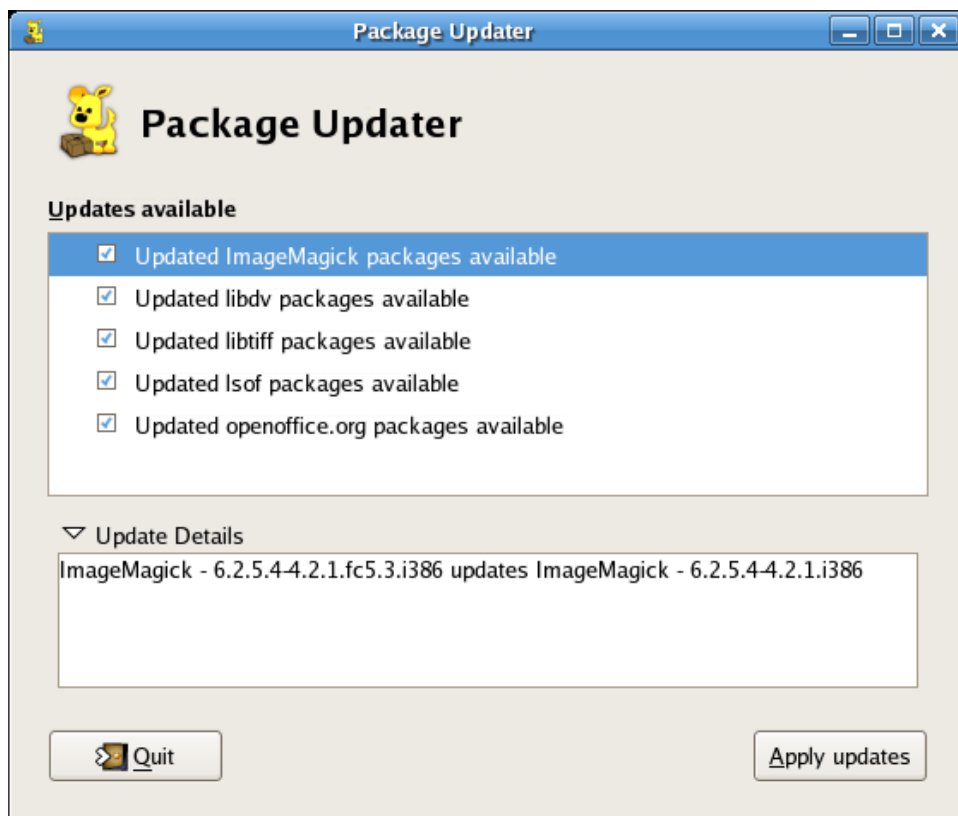 Package Updater
Package Updater
Updates available
Updated ImageMagick packages available
Updated libdv packages available
Updated libtiff packages available
Updated lsof packages available
Updated openoffice.org packages available
Update Details
ImageMagick - 6.2.5.4-4.2.1.fc5.3.i386 updates ImageMagick - 6.2.5.4-4.2.1.i386
Quit
Apply updates